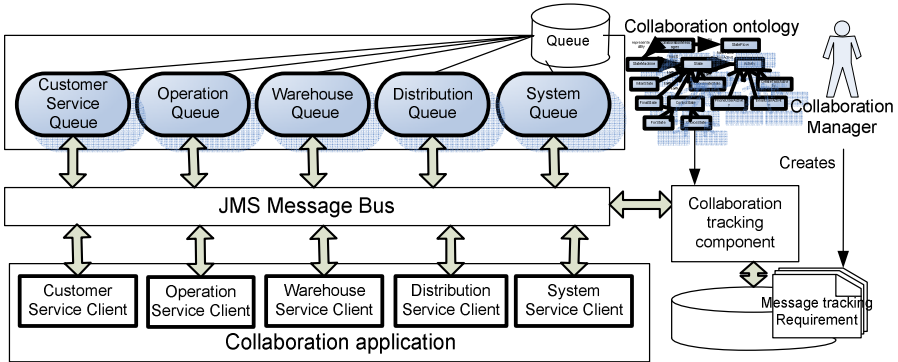 Queue
Collaboration ontology
Customer
Service
Queue
Operation
Queue
Warehouse
Queue
Distribution
Queue
System
Queue
Collaboration
Manager
Creates
JMS Message Bus
Collaboration
tracking
component
Customer
Service Client
Operation
Service Client
Warehouse
Service Client
Distribution
Service Client
System
Service Client
Message tracking
Requirement
Collaboration application